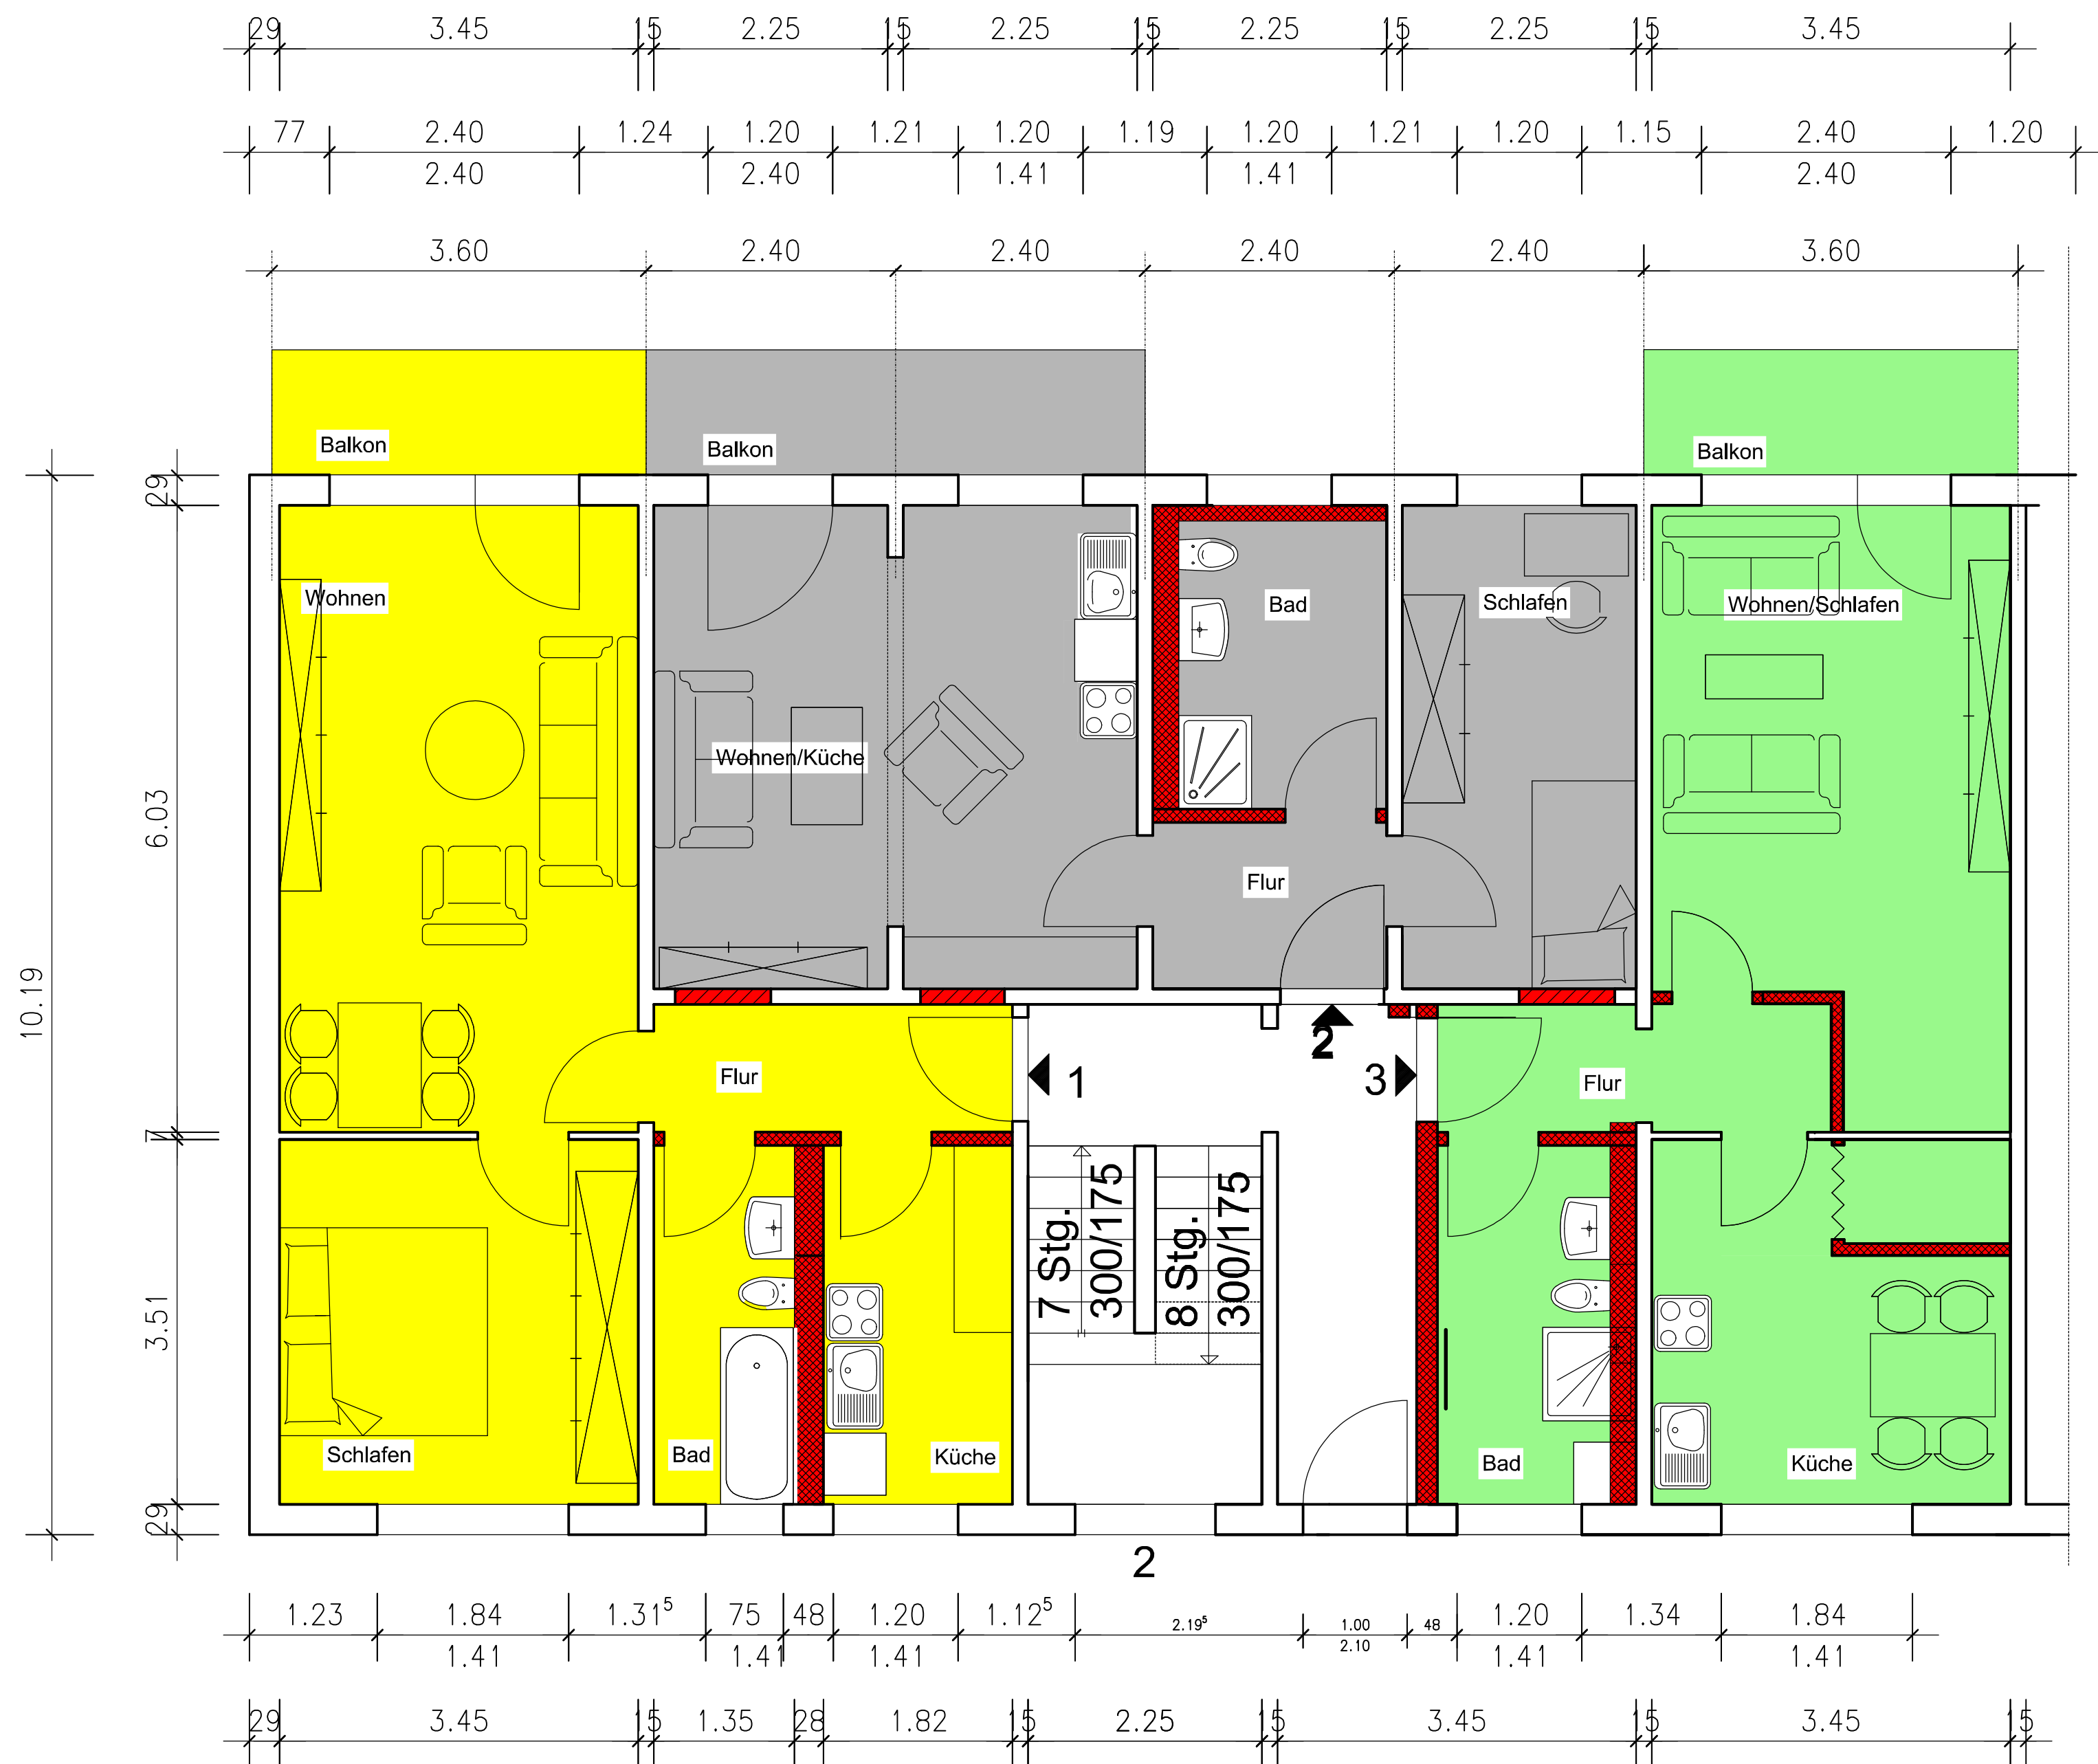 29 3.45 15 2.25 15 2.25 15 2.25 15 2.25 15 3.45
77 2.40 1.24 1.20 1.21 1.20 1.19 1.20 1.21 1.20 1.15 2.40 1.20
2.40 2.40 1.41 1.41 2.40
3.60 2.40 2.40 2.40 2.40 3.60
Balkon
Balkon
Balkon
29
Wohnen
Bad
Schlafen
Wohnen/Schlafen
Wohnen/Küche
6.03
Flur
10.19
2
Flur
1
3
Flur
7
7 Stg.
300/175
8 Stg.
300/175
3.51
Schlafen
Bad
Küche
Bad
Küche
29
2
1.23 1.84 1.31⁵ 75 48 1.20 1.12⁵ 2.19⁵ 1.00 48 1.20 1.34 1.84
1.41 1.41 1.41 2.10 1.41 1.41
29 3.45 15 1.35 28 1.82 15 2.25 15 3.45 15 3.45 15